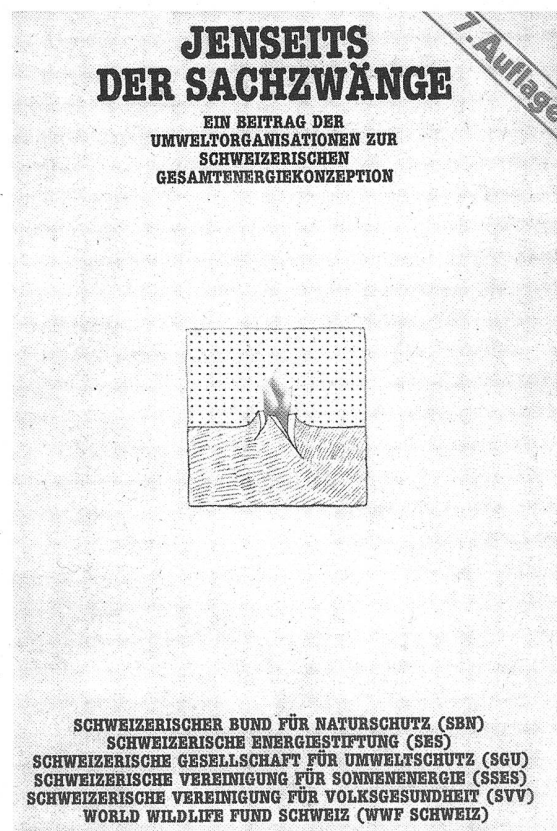 7. Auflage
JENSEITS
DER SACHZWÄNGE
EIN BEITRAG DER
UMWELTORGANISATIONEN ZUR
SCHWEIZERISCHEN
GESAMTENERGIEKONZEPTION
SCHWEIZERISCHER BUND FÜR NATURSCHUTZ (SBN)
SCHWEIZERISCHE ENERGIESTIFTUNG (SES)
SCHWEIZERISCHE GESELLSCHAFT FÜR UMWELTSCHUTZ (SGU)
SCHWEIZERISCHE VEREINIGUNG FÜR SONNENENERGIE (SSES)
SCHWEIZERISCHE VEREINIGUNG FÜR VOLKSGESUNDHEIT (SVV)
WORLD WILDLIFE FUND SCHWEIZ (WWF SCHWEIZ)